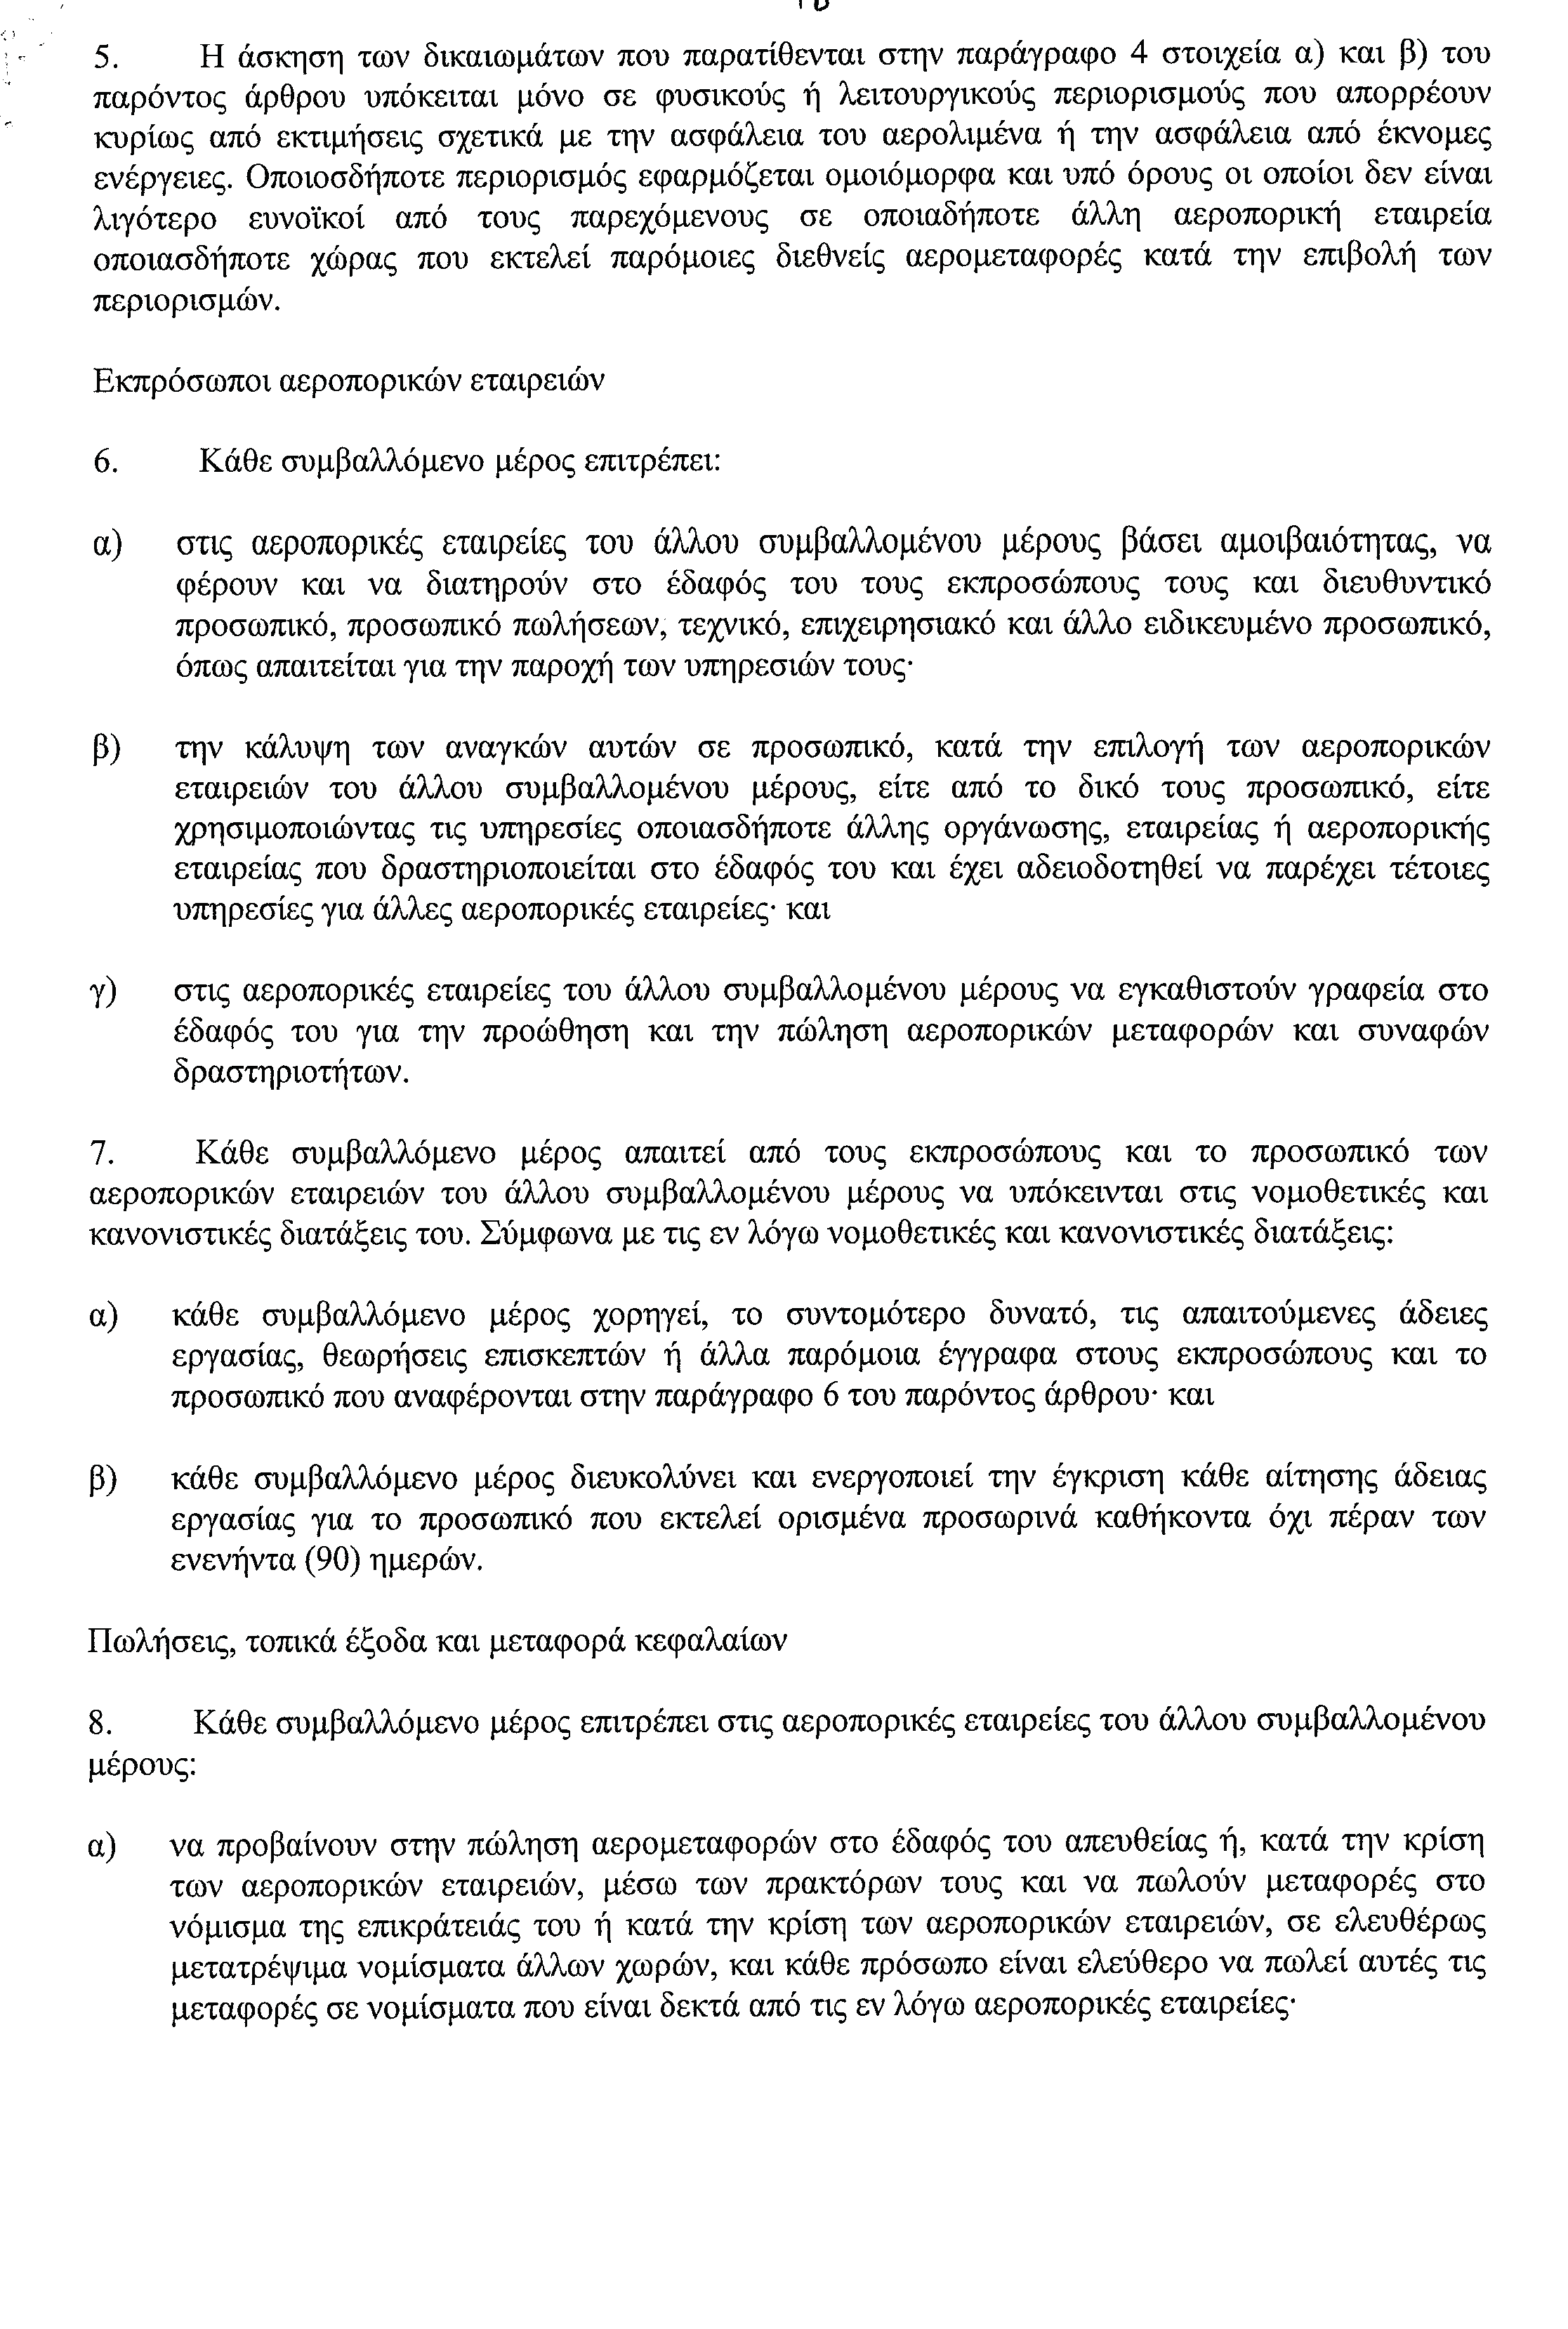 5. Η άσκηση των δικαιωμάτων που παρατίθενται στην παράγραφο 4 στοιχεία α) και β) του
παρόντος άρθρου υπόκειται μόνο σε φυσικούς ή λειτουργικούς περιορισμούς που απορρέουν
κυρίως από εκτιμήσεις σχετικά με την ασφάλεια του αερολιμένα ή την ασφάλεια από έκνομες
ενέργειες. Οποιοσδήποτε περιορισμός εφαρμόζεται ομοιόμορφα και υπό όρους οι οποίοι δεν είναι
λιγότερο ευνοϊκοί από τους παρεχόμενους σε οποιαδήποτε άλλη αεροπορική εταιρεία
οποιασδήποτε χώρας που εκτελεί παρόμοιες διεθνείς αερομεταφορές κατά την επιβολή των
περιορισμών.
Εκπρόσωποι αεροπορικών εταιρειών
6. Κάθε συμβαλλόμενο μέρος επιτρέπει:
α) στις αεροπορικές εταιρείες του άλλου συμβαλλομένου μέρους βάσει αμοιβαιότητας, να
φέρουν και να διατηρούν στο έδαφός του τους εκπροσώπους τους και διευθυντικό
προσωπικό, προσωπικό πωλήσεων, τεχνικό, επιχειρησιακό και άλλο ειδικευμένο προσωπικό,
όπως απαιτείται για την παροχή των υπηρεσιών τους·
β) την κάλυψη των αναγκών αυτών σε προσωπικό, κατά την επιλογή των αεροπορικών
εταιρειών του άλλου συμβαλλομένου μέρους, είτε από το δικό τους προσωπικό, είτε
χρησιμοποιώντας τις υπηρεσίες οποιασδήποτε άλλης οργάνωσης, εταιρείας ή αεροπορικής
εταιρείας που δραστηριοποιείται στο έδαφός του και έχει αδειοδοτηθεί να παρέχει τέτοιες
υπηρεσίες για άλλες αεροπορικές εταιρείες· και
γ) στις αεροπορικές εταιρείες του άλλου συμβαλλομένου μέρους να εγκαθιστούν γραφεία στο
έδαφός του για την προώθηση και την πώληση αεροπορικών μεταφορών και συναφών
δραστηριοτήτων.
7. Κάθε συμβαλλόμενο μέρος απαιτεί από τους εκπροσώπους και το προσωπικό των
αεροπορικών εταιρειών του άλλου συμβαλλομένου μέρους να υπόκεινται στις νομοθετικές και
κανονιστικές διατάξεις του. Σύμφωνα με τις εν λόγω νομοθετικές και κανονιστικές διατάξεις:
α) κάθε συμβαλλόμενο μέρος χορηγεί, το συντομότερο δυνατό, τις απαιτούμενες άδειες
εργασίας, θεωρήσεις επισκεπτών ή άλλα παρόμοια έγγραφα στους εκπροσώπους και το
προσωπικό που αναφέρονται στην παράγραφο 6 του παρόντος άρθρου· και
β) κάθε συμβαλλόμενο μέρος διευκολύνει και ενεργοποιεί την έγκριση κάθε αίτησης άδειας
εργασίας για το προσωπικό που εκτελεί ορισμένα προσωρινά καθήκοντα όχι πέραν των
ενενήντα (90) ημερών.
Πωλήσεις, τοπικά έξοδα και μεταφορά κεφαλαίων
8. Κάθε συμβαλλόμενο μέρος επιτρέπει στις αεροπορικές εταιρείες του άλλου συμβαλλομένου
μέρους:
α) να προβαίνουν στην πώληση αερομεταφορών στο έδαφός του απευθείας ή, κατά την κρίση
των αεροπορικών εταιρειών, μέσω των πρακτόρων τους και να πωλούν μεταφορές στο
νόμισμα της επικράτειάς του ή κατά την κρίση των αεροπορικών εταιρειών, σε ελευθέρως
μετατρέψιμα νομίσματα άλλων χωρών, και κάθε πρόσωπο είναι ελεύθερο να πωλεί αυτές τις
μεταφορές σε νομίσματα που είναι δεκτά από τις εν λόγω αεροπορικές εταιρείες·